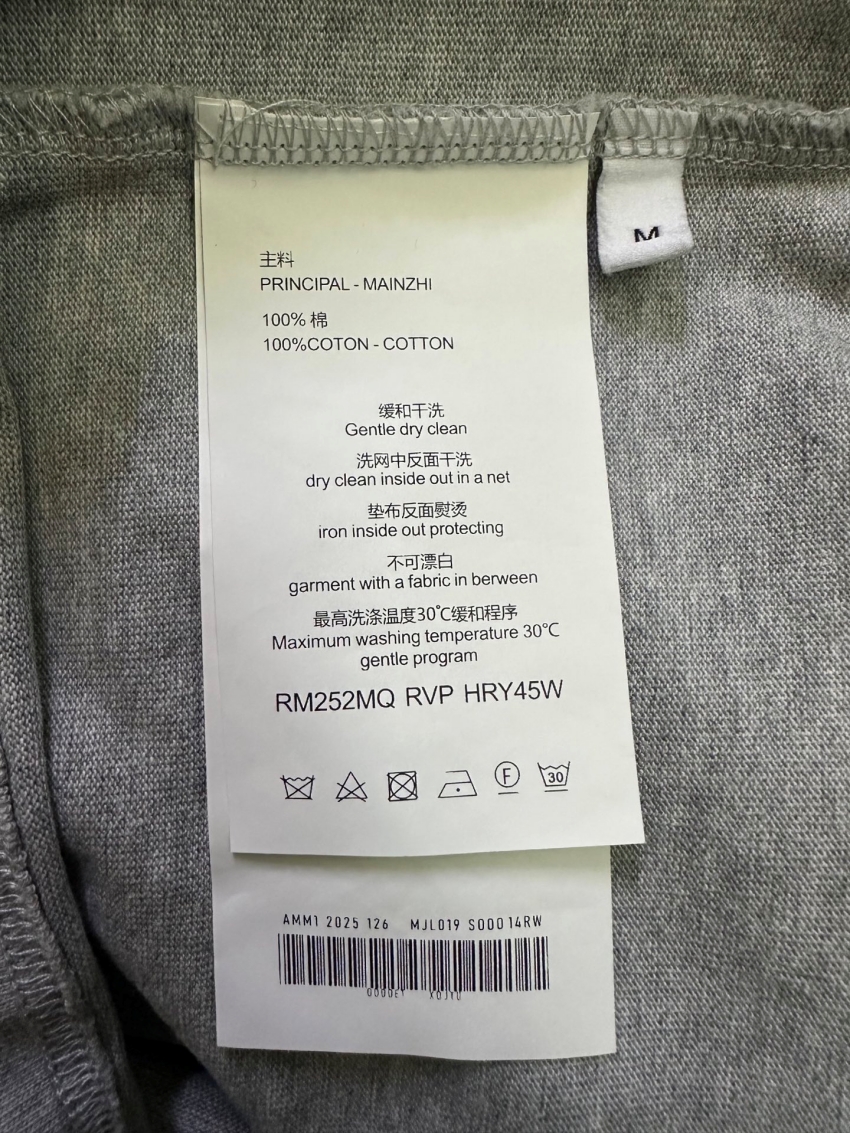 M
主料
PRINCIPAL - MAINZHI
100% 棉
100%COTON - COTTON
缓和干洗
Gentle dry clean
洗网中反面干洗
dry clean inside out in a net
垫布反面熨烫
iron inside out protecting
不可漂白
garment with a fabric in berween
最高洗涤温度30℃缓和程序
Maximum washing temperature 30℃
gentle program
RM252MQ RVP HRY45W
F
30
AMM1 2025 126 MJL019 S000 14RW